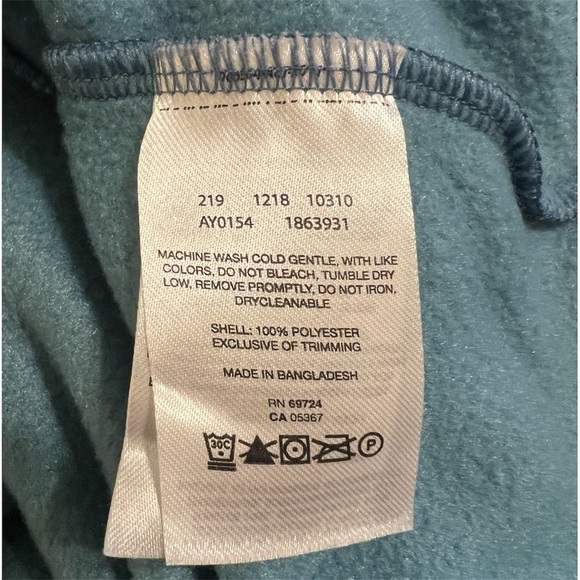 219 1218 10310
AY0154 1863931
MACHINE WASH COLD GENTLE, WITH LIKE
COLORS, DO NOT BLEACH, TUMBLE DRY
LOW, REMOVE PROMPTLY, DO NOT IRON,
DRYCLEANABLE
SHELL: 100% POLYESTER
EXCLUSIVE OF TRIMMING
MADE IN BANGLADESH
RN 69724
CA 05367
30C P